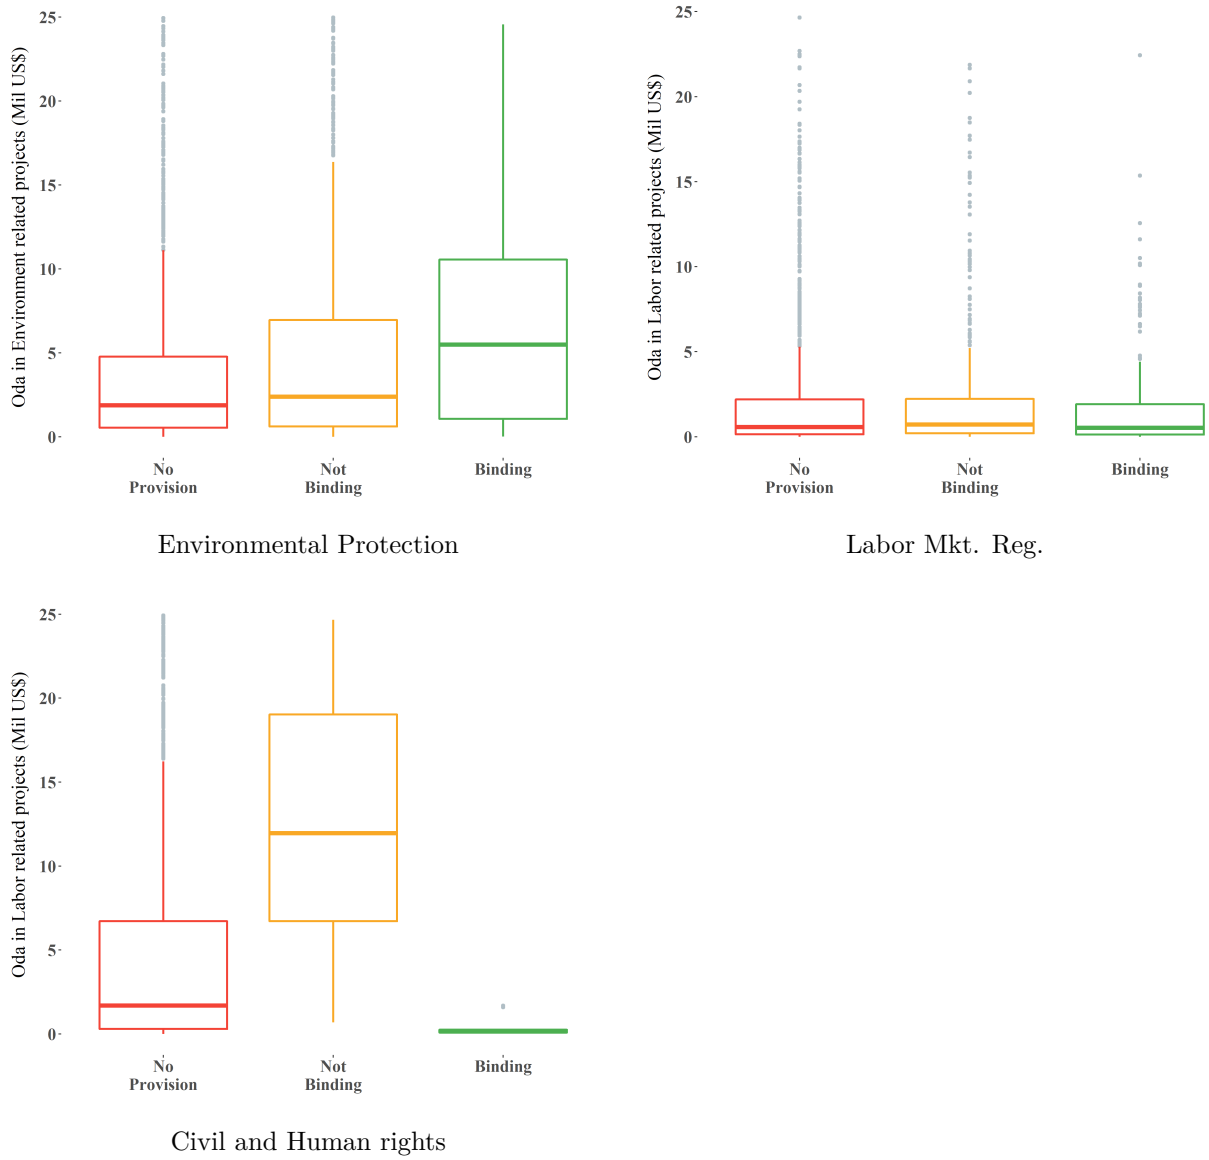 Oda in Environment related projects (Mil US$)
25
20
15
10
5
0
No
Provision
Not
Binding
Binding
Environmental Protection
Oda in Labor related projects (Mil US$)
25
20
15
10
5
0
No
Provision
Not
Binding
Binding
Labor Mkt. Reg.
Oda in Labor related projects (Mil US$)
25
20
15
10
5
0
No
Provision
Not
Binding
Binding
Civil and Human rights